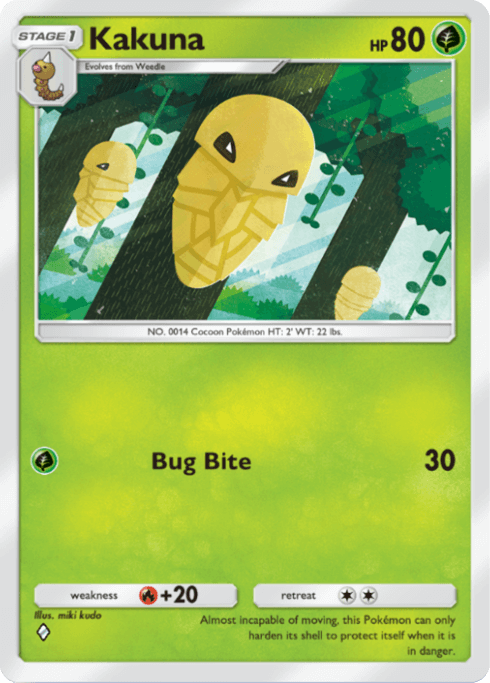 STAGE 1 Kakuna HP 80
Evolves from Weedle
NO. 0014 Cocoon Pokémon HT: 2' WT: 22 lbs.
Bug Bite 30
weakness +20 retreat
Illus. miki kudo
Almost incapable of moving, this Pokémon can only
harden its shell to protect itself when it is
in danger.